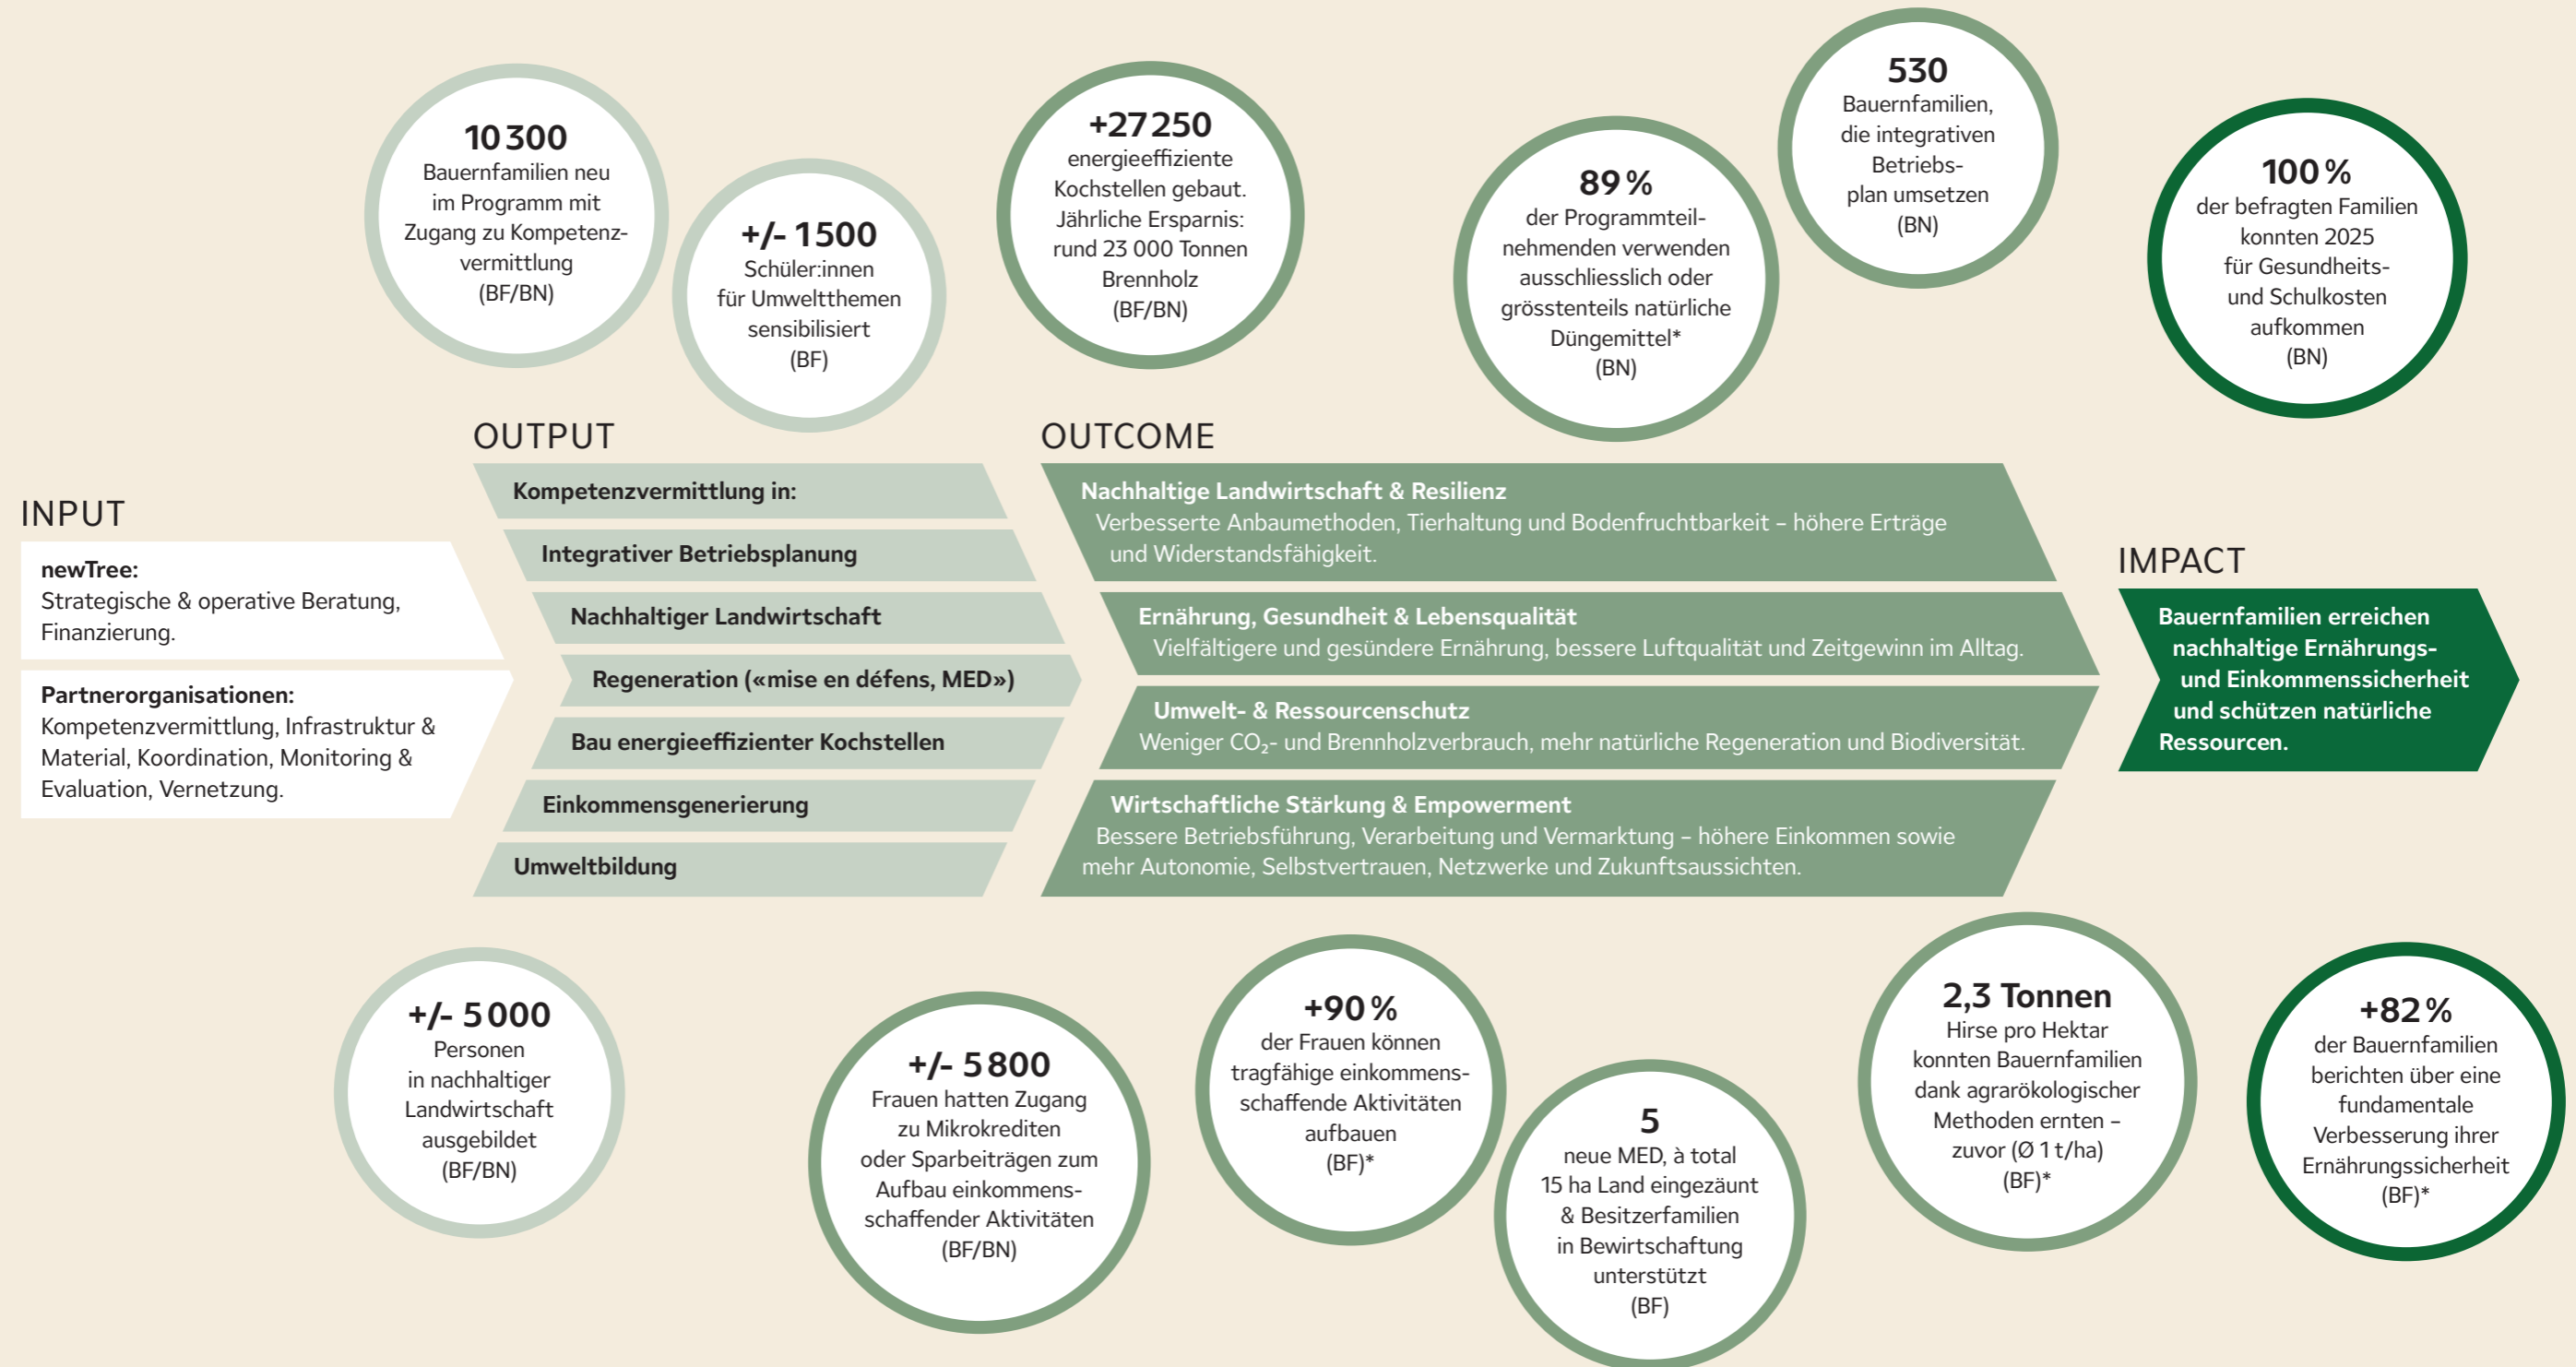 10 300
Bauernfamilien neu
im Programm mit
Zugang zu Kompetenz-
vermittlung
(BF/BN)
+/- 1500
Schüler:innen
für Umweltthemen
sensibilisiert
(BF)
+27 250
energieeffiziente
Kochstellen gebaut.
Jährliche Ersparnis:
rund 23 000 Tonnen
Brennholz
(BF/BN)
89 %
der Programmteil-
nehmenden verwenden
ausschliesslich oder
grösstenteils natürliche
Düngemittel*
(BN)
530
Bauernfamilien,
die integrativen
Betriebs-
plan umsetzen
(BN)
100 %
der befragten Familien
konnten 2025
für Gesundheits-
und Schulkosten
aufkommen
(BN)
INPUT
newTree:
Strategische & operative Beratung,
Finanzierung.
Partnerorganisationen:
Kompetenzvermittlung, Infrastruktur &
Material, Koordination, Monitoring &
Evaluation, Vernetzung.
OUTPUT
Kompetenzvermittlung in:
Integrativer Betriebsplanung
Nachhaltiger Landwirtschaft
Regeneration («mise en défens, MED»)
Bau energieeffizienter Kochstellen
Einkommensgenerierung
Umweltbildung
OUTCOME
Nachhaltige Landwirtschaft & Resilienz
Verbesserte Anbaumethoden, Tierhaltung und Bodenfruchtbarkeit – höhere Erträge
und Widerstandsfähigkeit.
Ernährung, Gesundheit & Lebensqualität
Vielfältigere und gesündere Ernährung, bessere Luftqualität und Zeitgewinn im Alltag.
Umwelt- & Ressourcenschutz
Weniger CO₂- und Brennholzverbrauch, mehr natürliche Regeneration und Biodiversität.
Wirtschaftliche Stärkung & Empowerment
Bessere Betriebsführung, Verarbeitung und Vermarktung – höhere Einkommen sowie
mehr Autonomie, Selbstvertrauen, Netzwerke und Zukunftsaussichten.
IMPACT
Bauernfamilien erreichen
nachhaltige Ernährungs-
und Einkommenssicherheit
und schützen natürliche
Ressourcen.
+/- 5 000
Personen
in nachhaltiger
Landwirtschaft
ausgebildet
(BF/BN)
+/- 5 800
Frauen hatten Zugang
zu Mikrokrediten
oder Sparbeiträgen zum
Aufbau einkommens-
schaffender Aktivitäten
(BF/BN)
+90 %
der Frauen können
tragfähige einkommens-
schaffende Aktivitäten
aufbauen
(BF)*
5
neue MED, à total
15 ha Land eingezäunt
& Besitzerfamilien
in Bewirtschaftung
unterstützt
(BF)
2,3 Tonnen
Hirse pro Hektar
konnten Bauernfamilien
dank agrarökologischer
Methoden ernten –
zuvor (Ø 1 t/ha)
(BF)*
+82 %
der Bauernfamilien
berichten über eine
fundamentale
Verbesserung ihrer
Ernährungssicherheit
(BF)*